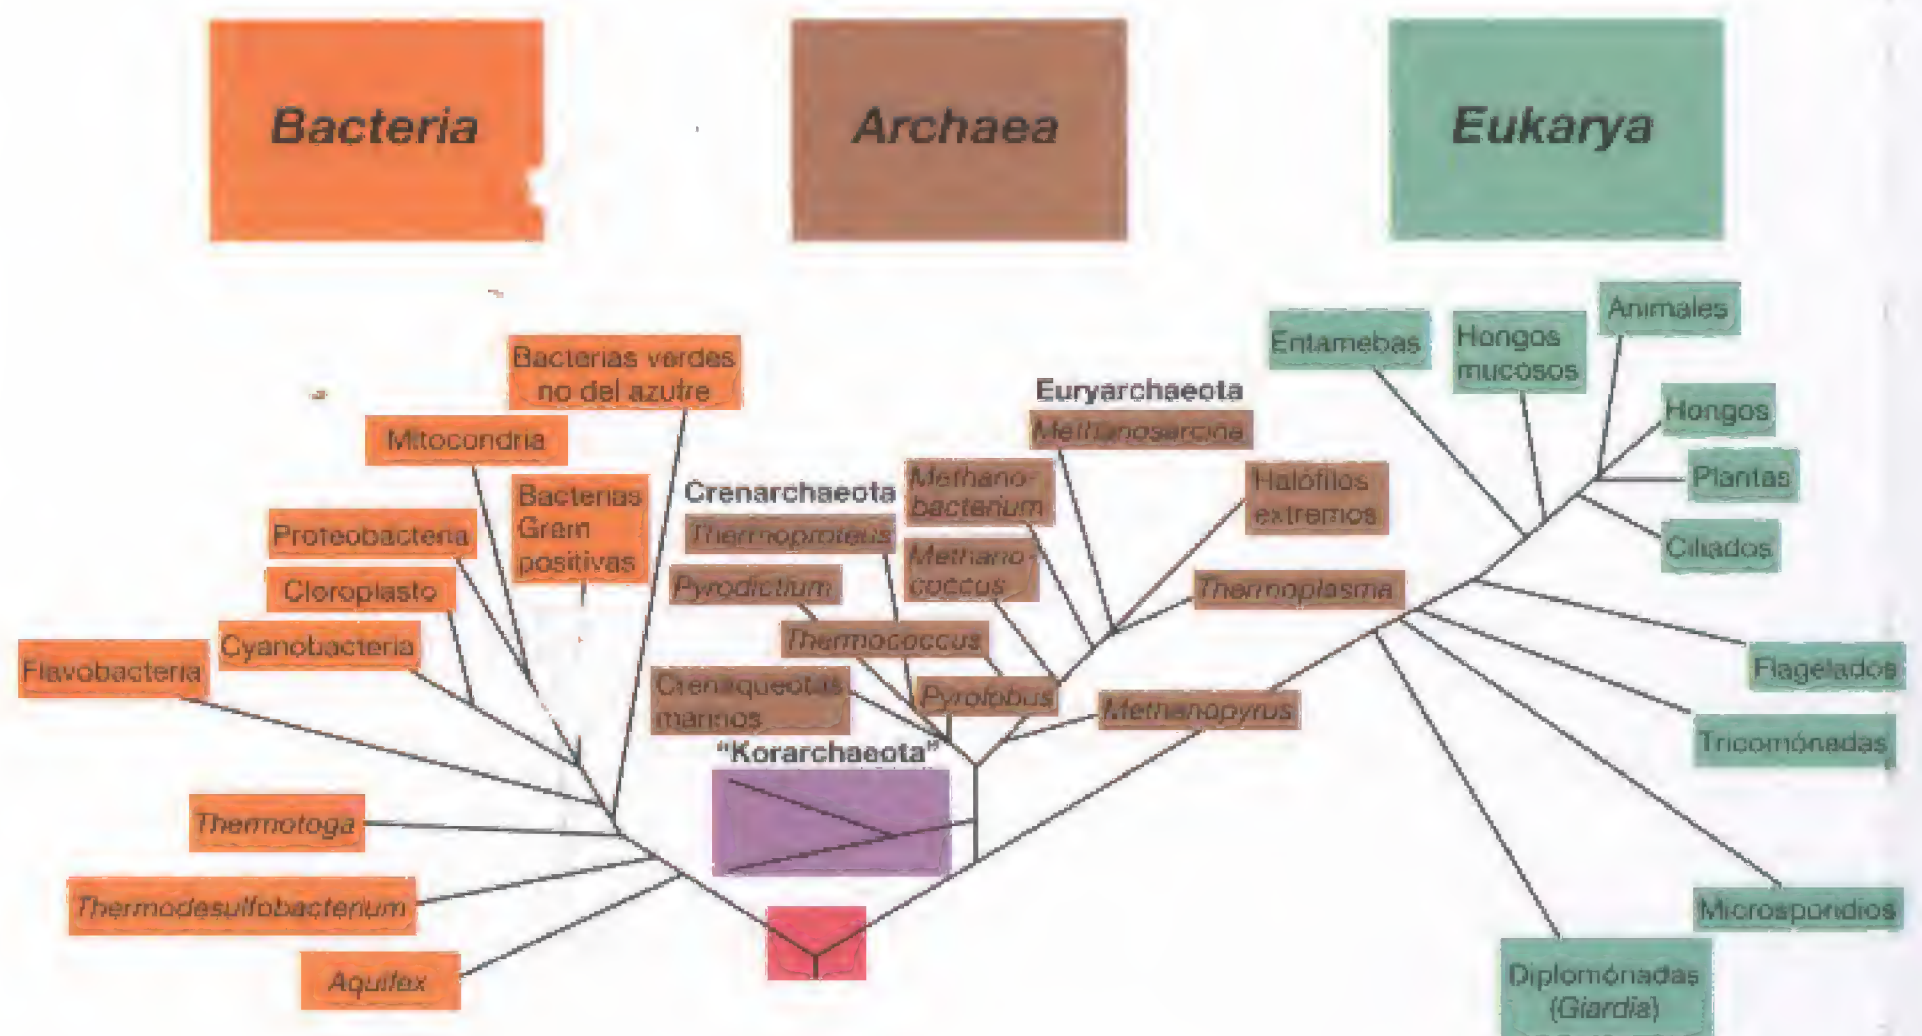 Bacteria
Archaea
Eukarya
Bacterias verdes
no del azufre
Mitocondria
Bacterias
Gram
positivas
Proteobacteria
Cloroplasto
Cyanobacteria
Flavobacteria
Thermotoga
Thermodesulfobacterium
Aquifex
Crenarchaeota
Thermoproteus
Pyrodictium
Thermococcus
Crenaqueotas
marinos
Pyrolobus
"Korarchaeota"
Euryarchaeota
Methanosarcina
Methano-
bacterium
Methano-
coccus
Halófilos
extremos
Thermoplasma
Methanopyrus
Entamebas
Hongos
mucosos
Animales
Hongos
Plantas
Ciliados
Flagelados
Tricomónadas
Microsporidios
Diplomónadas
(Giardia)